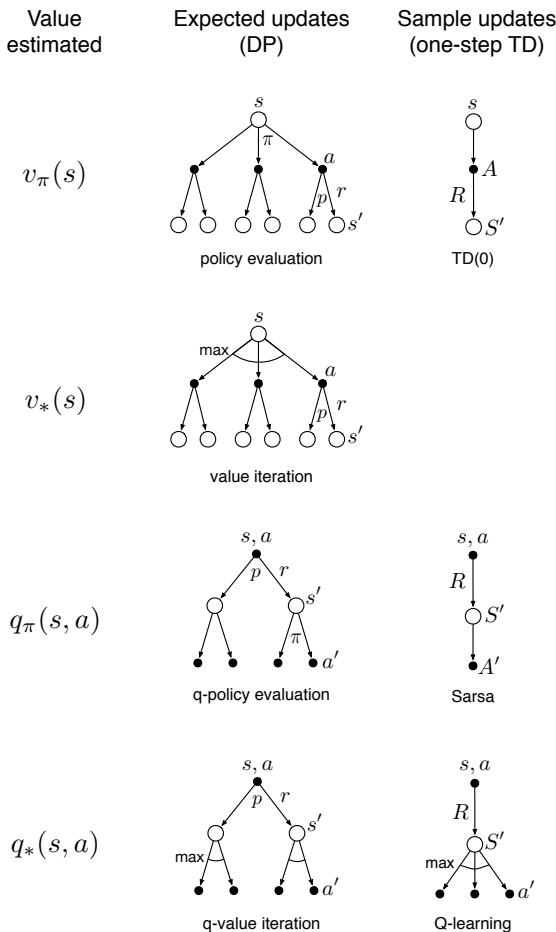 Value estimated
Expected updates (DP)
Sample updates (one-step TD)
v_π(s)
s
π
a
p r
s′
policy evaluation
s
A
R
S′
TD(0)
v_*(s)
s
max
a
p r
s′
value iteration
q_π(s, a)
s, a
p r
s′
π
a′
q-policy evaluation
s, a
R
S′
A′
Sarsa
q_*(s, a)
s, a
p r
s′
max
a′
q-value iteration
s, a
R
S′
max
a′
Q-learning